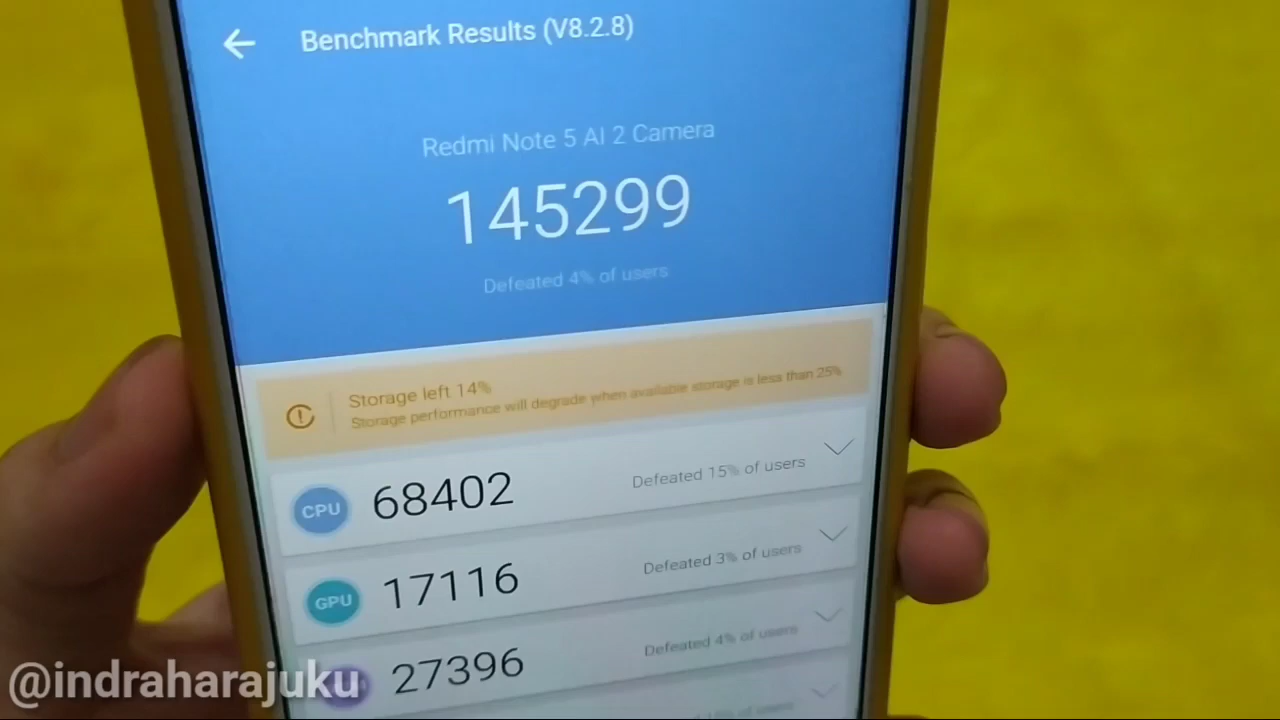 Benchmark Results (V8.2.8)
Redmi Note 5 AI 2 Camera
145299
Defeated 4% of users
Storage left 14%
Storage performance will degrade when available storage is less than 25%
CPU 68402 Defeated 15% of users
GPU 17116 Defeated 3% of users
27396 Defeated 4% of users
@indraharajuku
of users